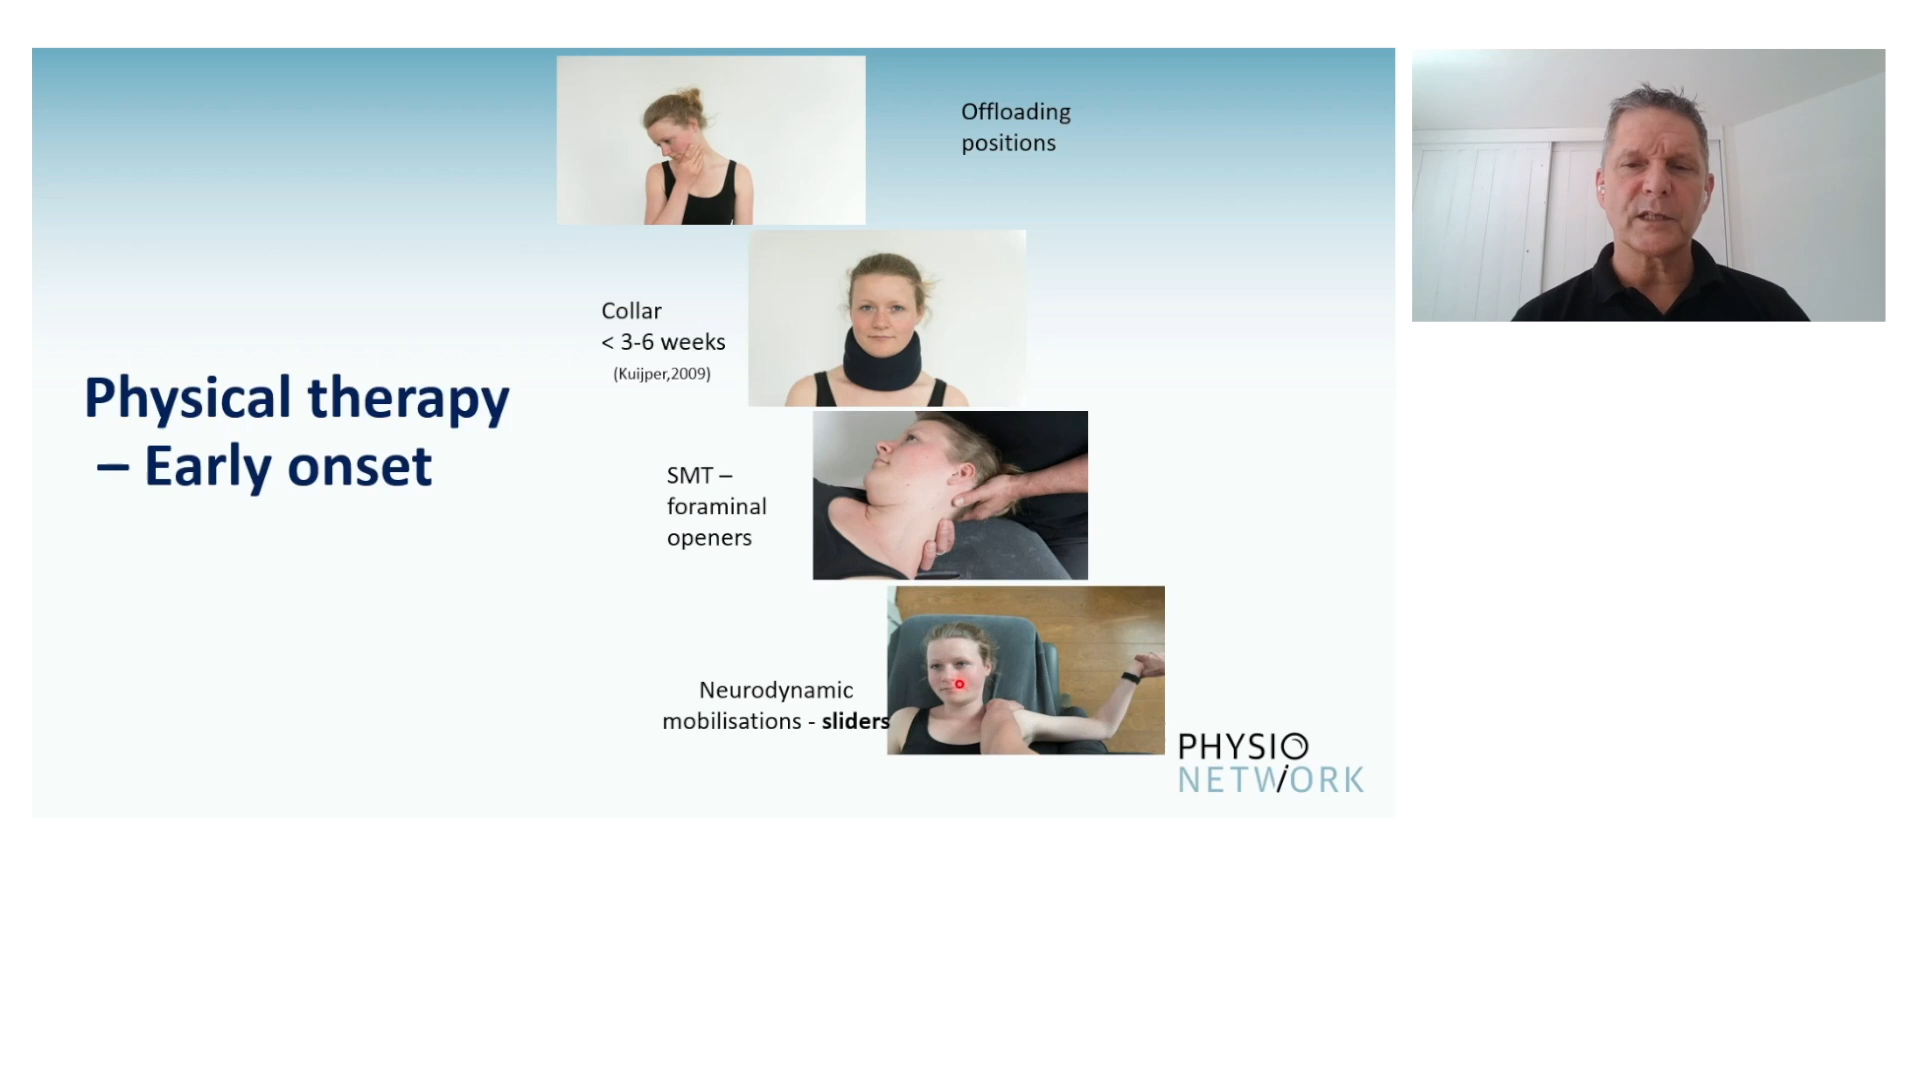 Offloading
positions
Collar
< 3-6 weeks
(Kuijper,2009)
Physical therapy
– Early onset
SMT –
foraminal
openers
Neurodynamic
mobilisations - sliders
PHYSIO
NETWORK